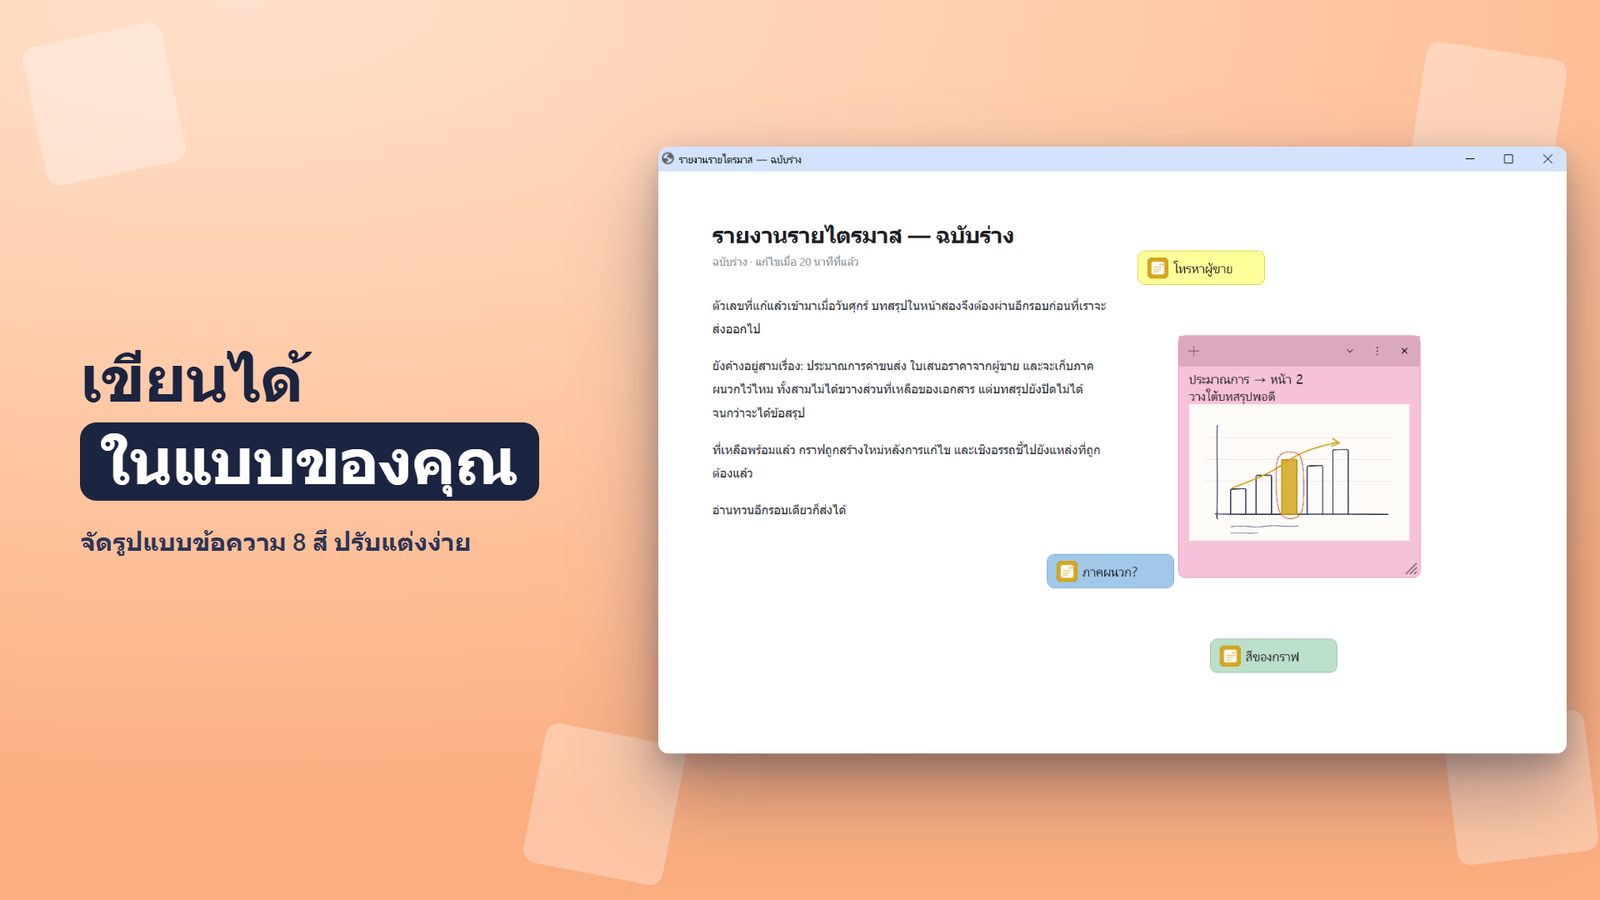 เขียนได้
ในแบบของคุณ
จัดรูปแบบข้อความ 8 สี ปรับแต่งง่าย
รายงานรายไตรมาส — ฉบับร่าง
รายงานรายไตรมาส — ฉบับร่าง
ฉบับร่าง · แก้ไขเมื่อ 20 นาทีที่แล้ว
ตัวเลขที่แก้แล้วเข้ามาเมื่อวันศุกร์ บทสรุปในหน้าสองจึงต้องผ่านอีกรอบก่อนที่เราจะ
ส่งออกไป
ยังค้างอยู่สามเรื่อง: ประมาณการค่าขนส่ง ใบเสนอราคาจากผู้ขาย และจะเก็บภาค
ผนวกไว้ไหม ทั้งสามไม่ได้ขวางส่วนที่เหลือของเอกสาร แต่บทสรุปยังปิดไม่ได้
จนกว่าจะได้ข้อสรุป
ที่เหลือพร้อมแล้ว กราฟถูกสร้างใหม่หลังการแก้ไข และเชิงอรรถชี้ไปยังแหล่งที่ถูก
ต้องแล้ว
อ่านทวนอีกรอบเดียวก็ส่งได้
โทรหาผู้ขาย
ประมาณการ → หน้า 2
วางใต้บทสรุปพอดี
ภาคผนวก?
สีของกราฟ